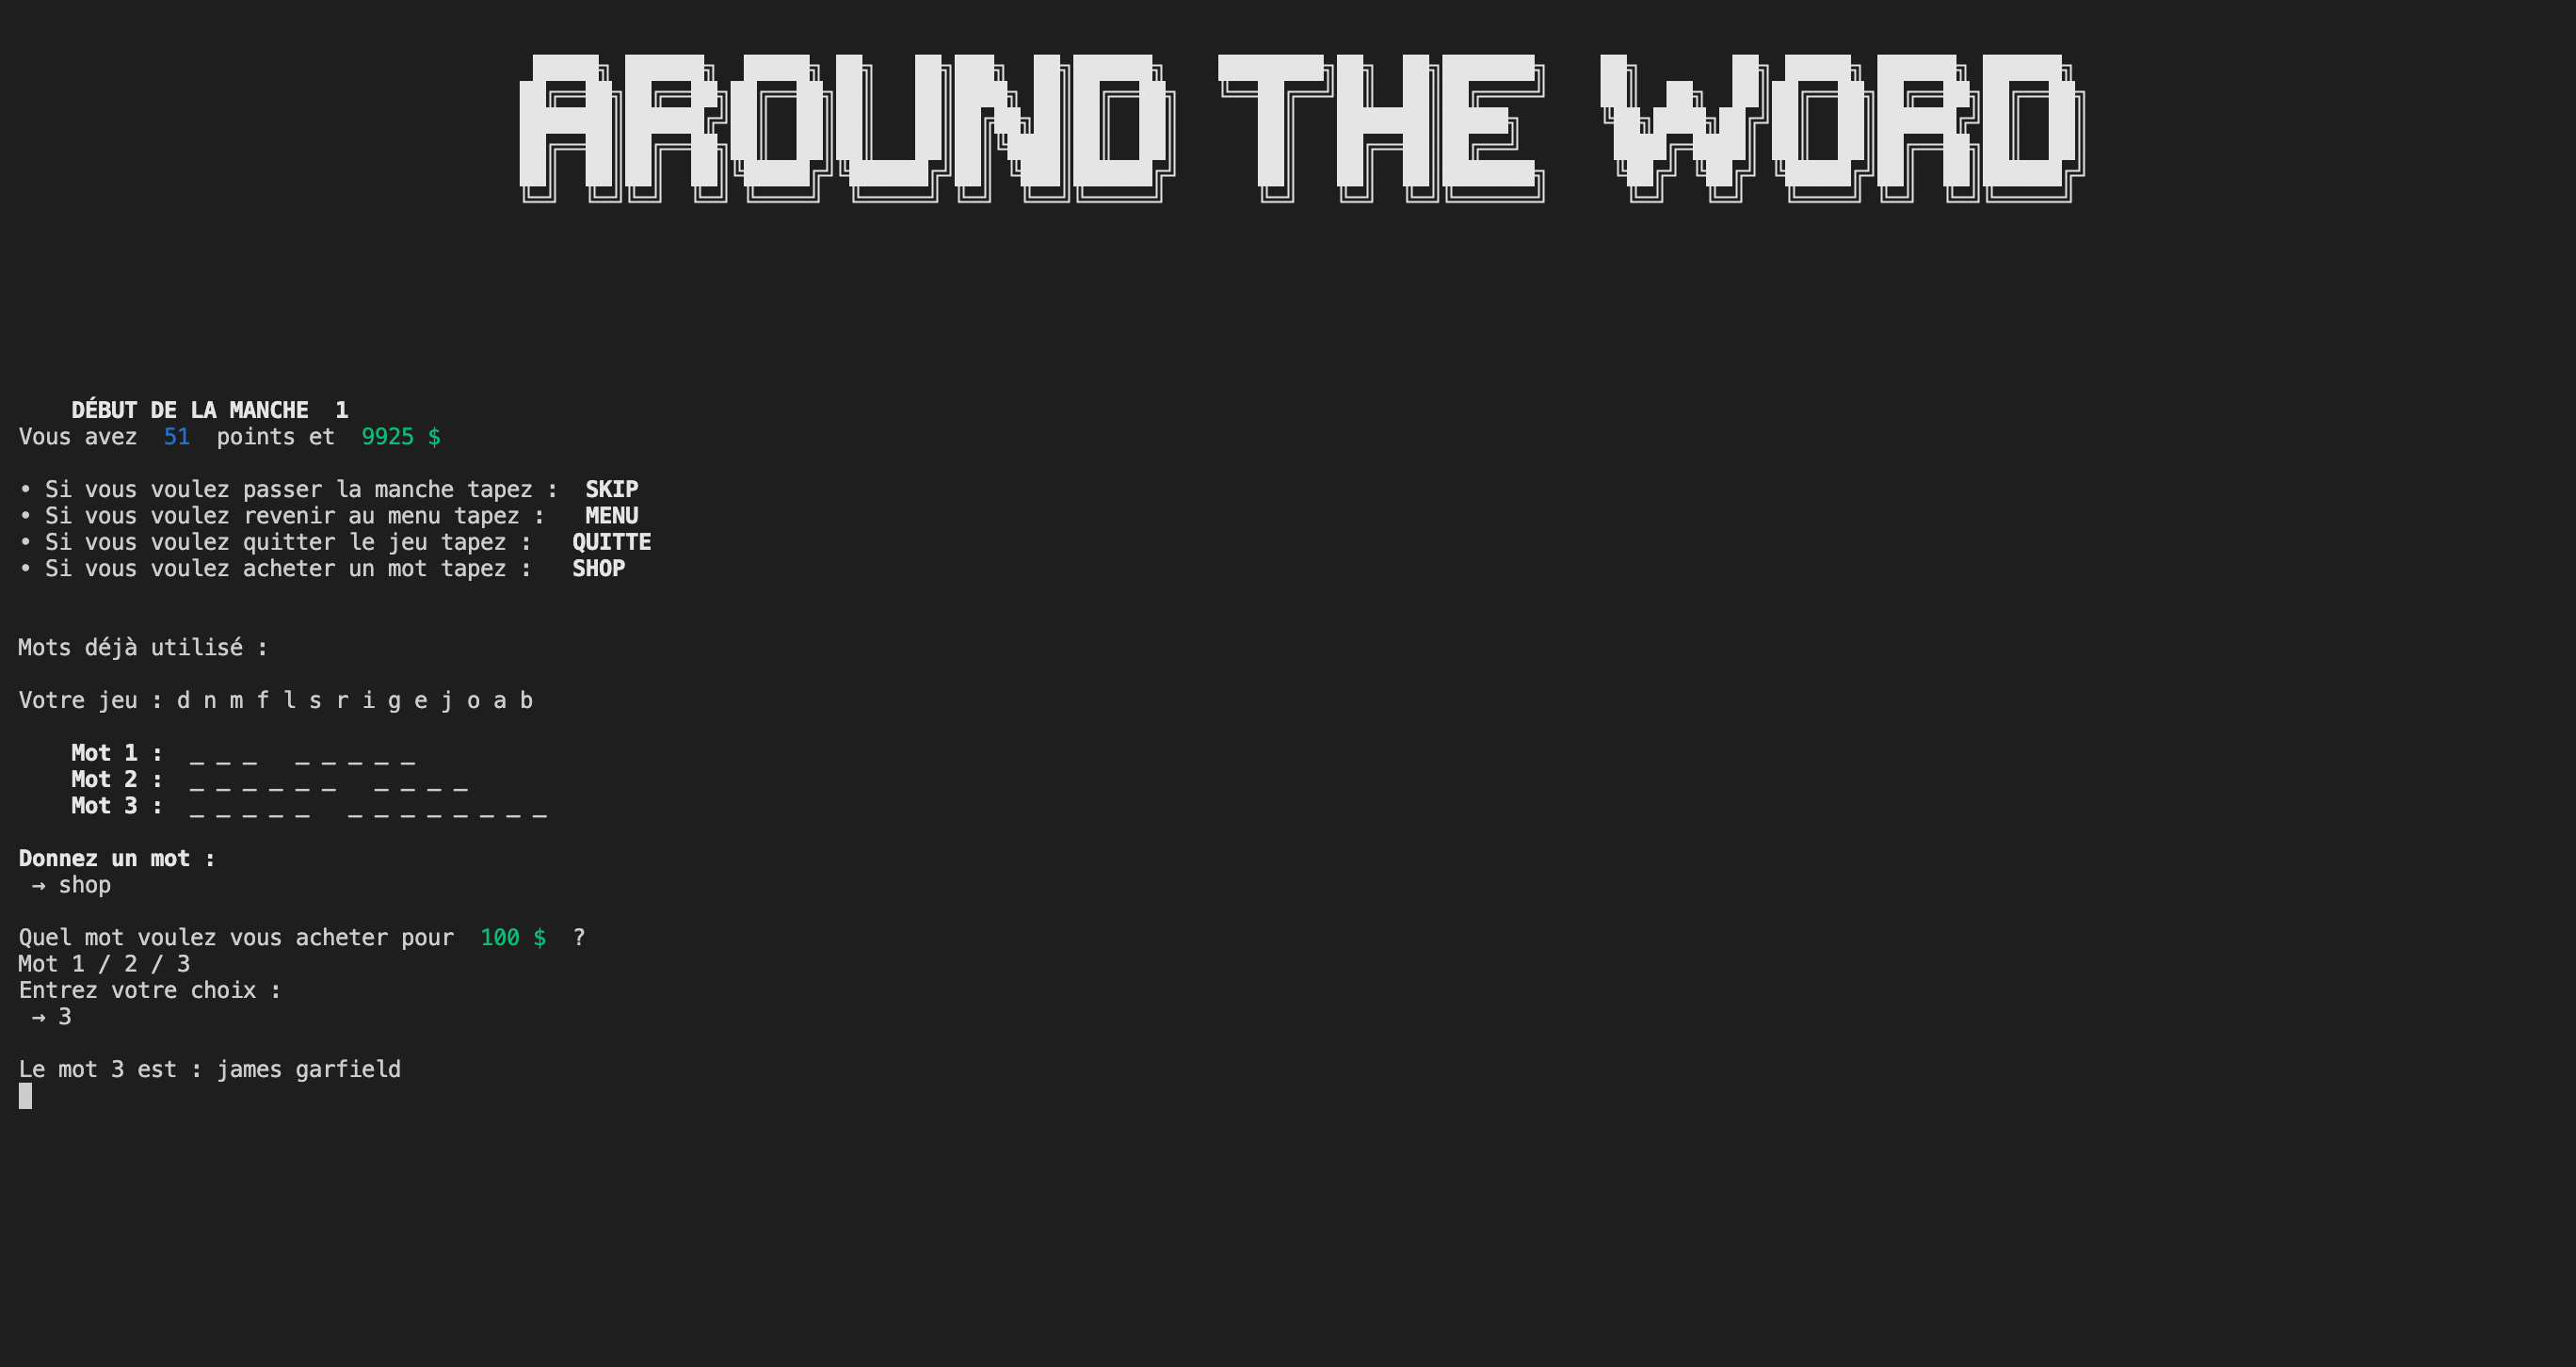 AROUND THE WORD
DÉBUT DE LA MANCHE  1
Vous avez  51  points et  9925 $
• Si vous voulez passer la manche tapez :  SKIP
• Si vous voulez revenir au menu tapez :   MENU
• Si vous voulez quitter le jeu tapez :   QUITTE
• Si vous voulez acheter un mot tapez :   SHOP
Mots déjà utilisé :
Votre jeu : d n m f l s r i g e j o a b
Mot 1 :  _ _ _   _ _ _ _ _
Mot 2 :  _ _ _ _ _ _   _ _ _ _
Mot 3 :  _ _ _ _ _   _ _ _ _ _ _ _ _
Donnez un mot :
→ shop
Quel mot voulez vous acheter pour  100 $  ?
Mot 1 / 2 / 3
Entrez votre choix :
→ 3
Le mot 3 est : james garfield